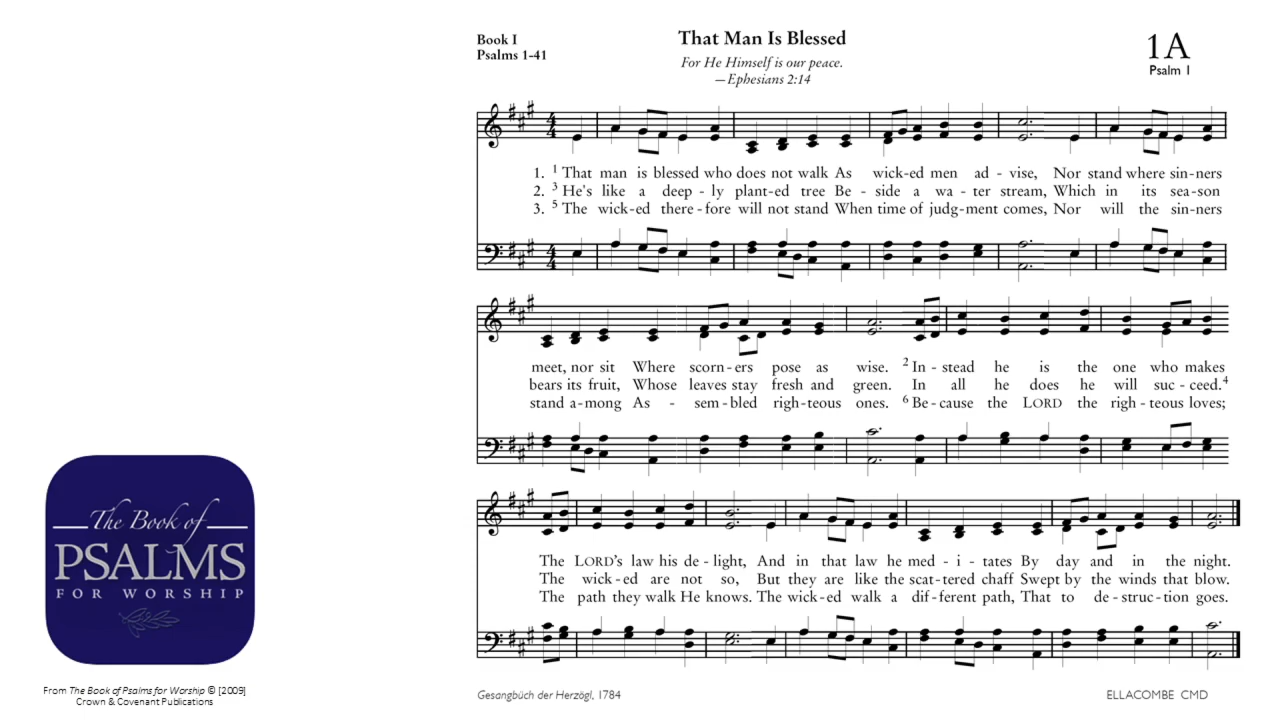 Book I
Psalms 1-41
That Man Is Blessed
For He Himself is our peace.
—Ephesians 2:14
1A
Psalm 1
1. 1 That man is blessed who does not walk As wick-ed men ad - vise, Nor stand where sin-ners
2. 3 He's like a deep - ly plant-ed tree Be - side a wa - ter stream, Which in its sea-son
3. 5 The wick-ed there - fore will not stand When time of judg-ment comes, Nor will the sin-ners
meet, nor sit Where scorn-ers pose as wise. 2 In - stead he is the one who makes
bears its fruit, Whose leaves stay fresh and green. In all he does he will suc - ceed.4
stand a-mong As - sem-bled righ-teous ones. 6 Be - cause the LORD the righ - teous loves;
The LORD'S law his de - light, And in that law he med - i - tates By day and in the night.
The wick-ed are not so, But they are like the scat-tered chaff Swept by the winds that blow.
The path they walk He knows. The wick-ed walk a dif-ferent path, That to de-struc-tion goes.
The Book of
PSALMS
FOR WORSHIP
From The Book of Psalms for Worship © [2009]
Crown & Covenant Publications
Gesangbüch der Herzögl, 1784
ELLACOMBE CMD